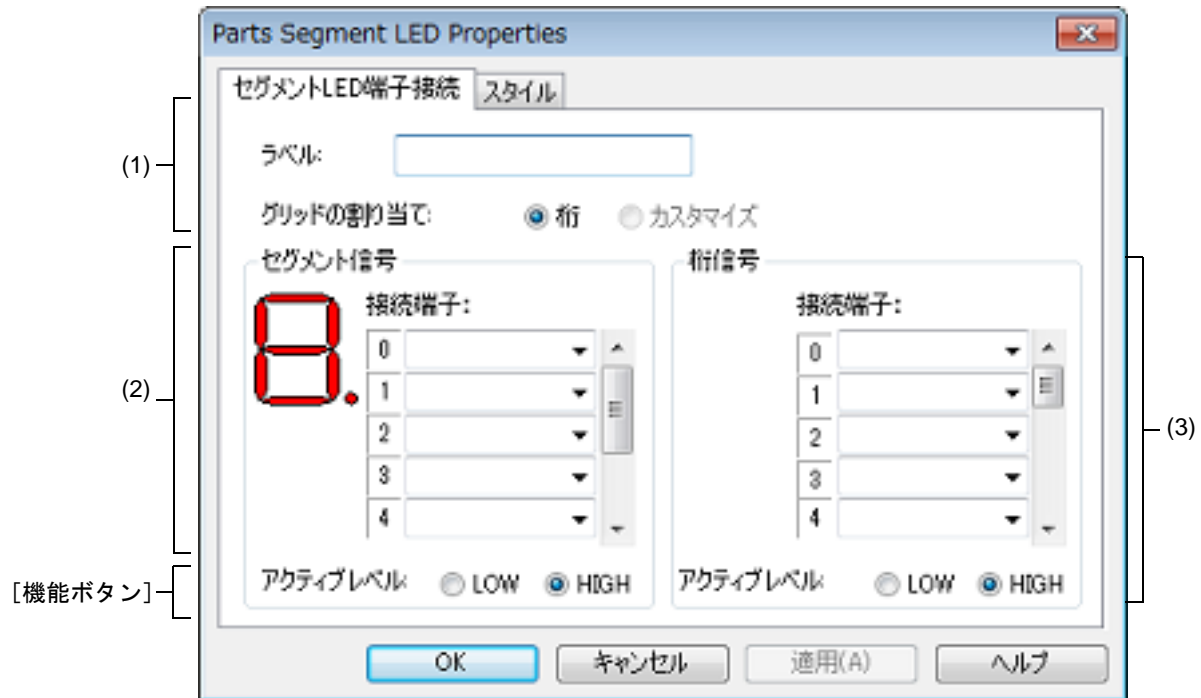 Parts Segment LED Properties
セグメントLED端子接続 スタイル
(1)
ラベル:
グリッドの割り当て: 桁 カスタマイズ
(2)
セグメント信号
接続端子:
0
1
2
3
4
アクティブレベル: LOW HIGH
(3)
桁信号
接続端子:
0
1
2
3
4
アクティブレベル: LOW HIGH
[機能ボタン]
OK キャンセル 適用(A) ヘルプ